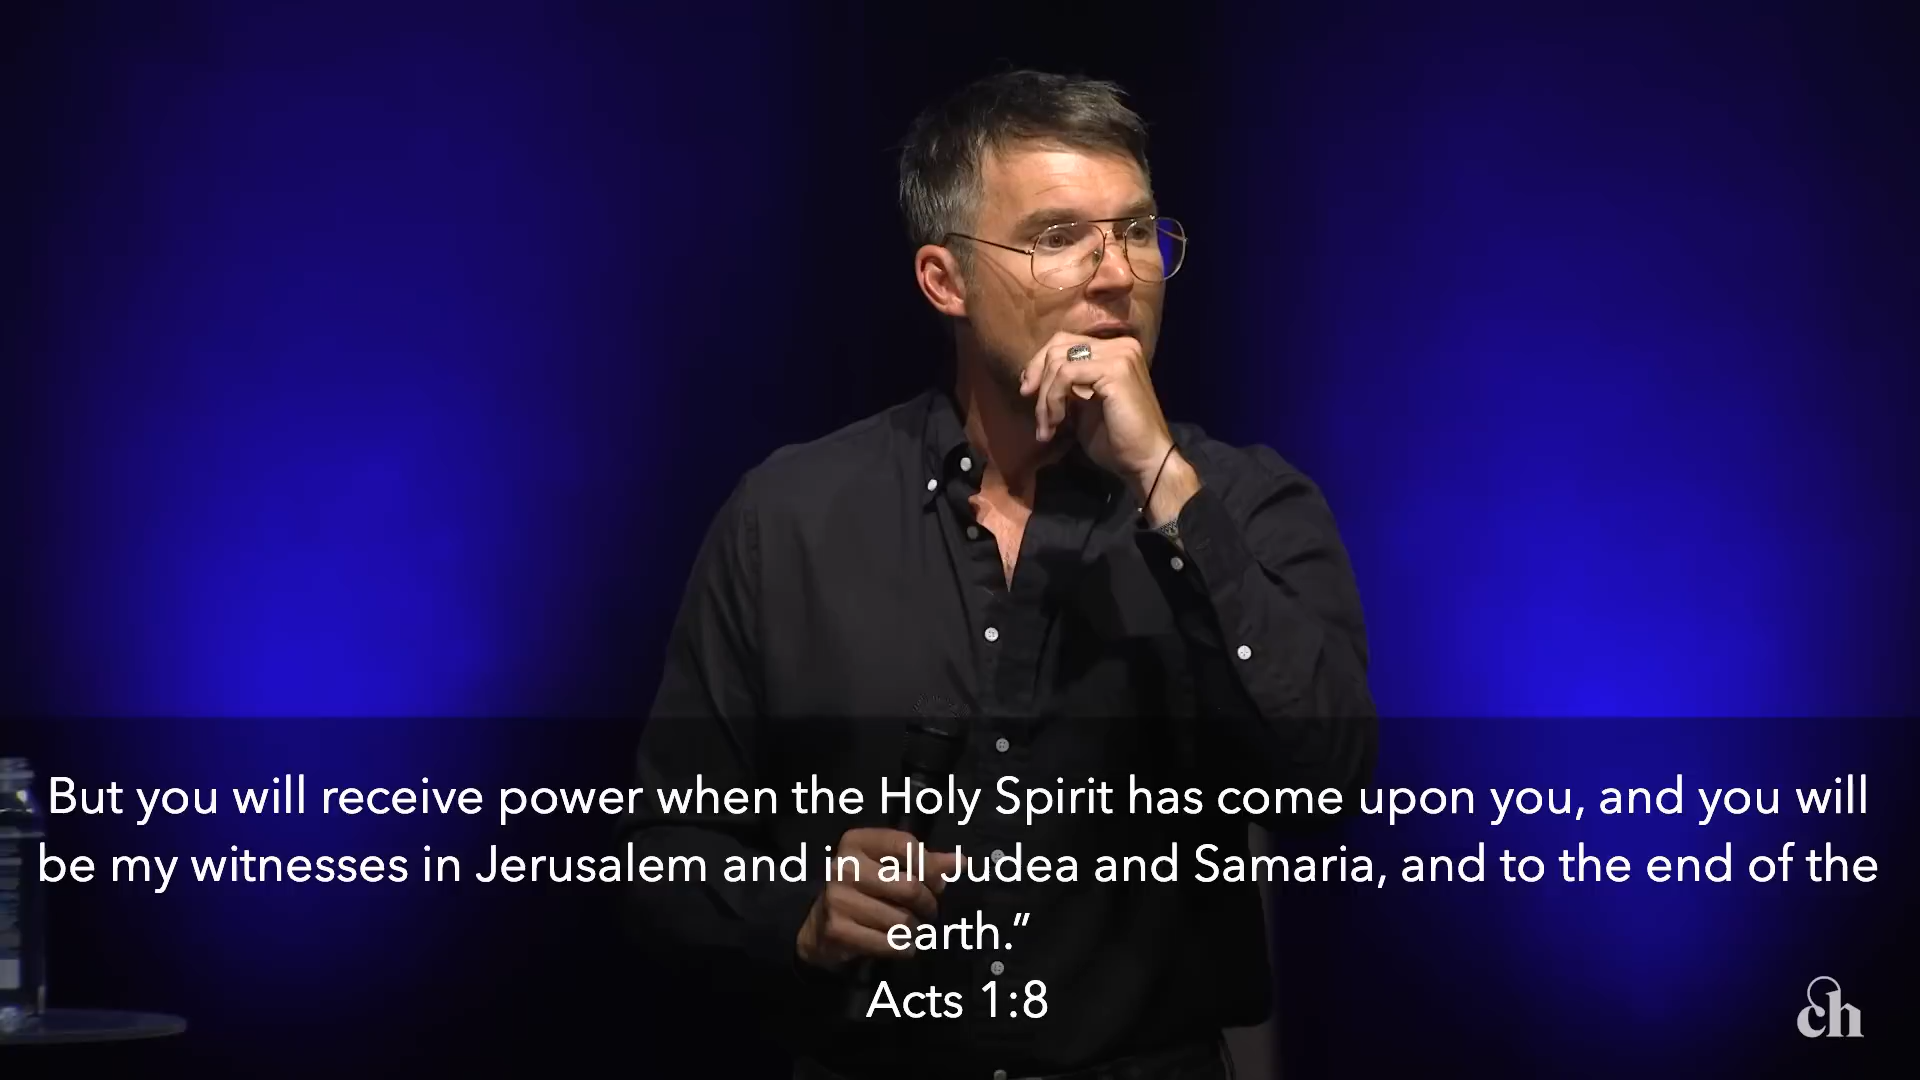 But you will receive power when the Holy Spirit has come upon you, and you will
be my witnesses in Jerusalem and in all Judea and Samaria, and to the end of the
earth.”
Acts 1:8
ch